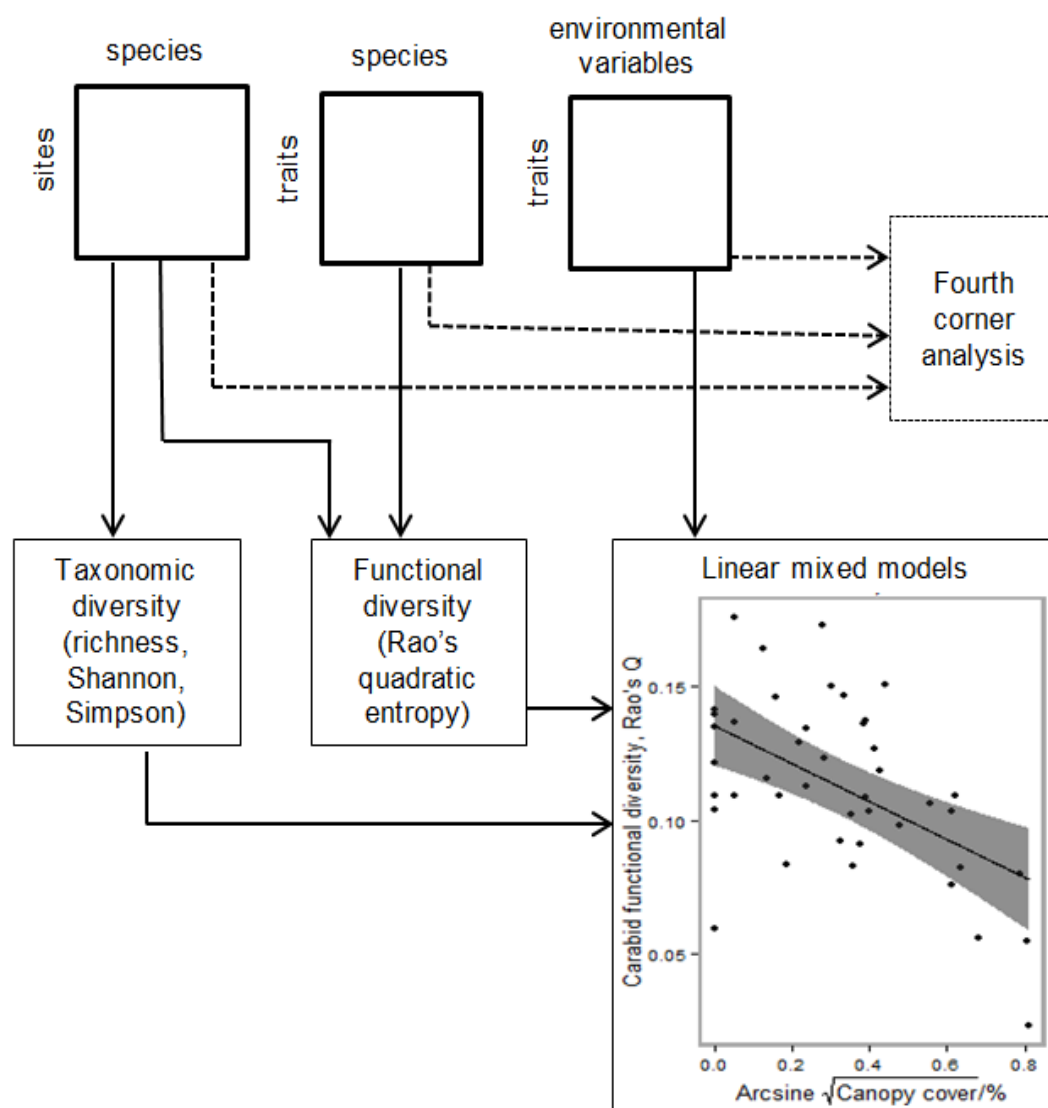 species
species
environmental
variables
sites
traits
traits
Fourth
corner
analysis
Taxonomic
diversity
(richness,
Shannon,
Simpson)
Functional
diversity
(Rao's
quadratic
entropy)
Linear mixed models
Carabid functional diversity, Rao's Q
0.15
0.10
0.05
0.0 0.2 0.4 0.6 0.8
Arcsine √Canopy cover/%